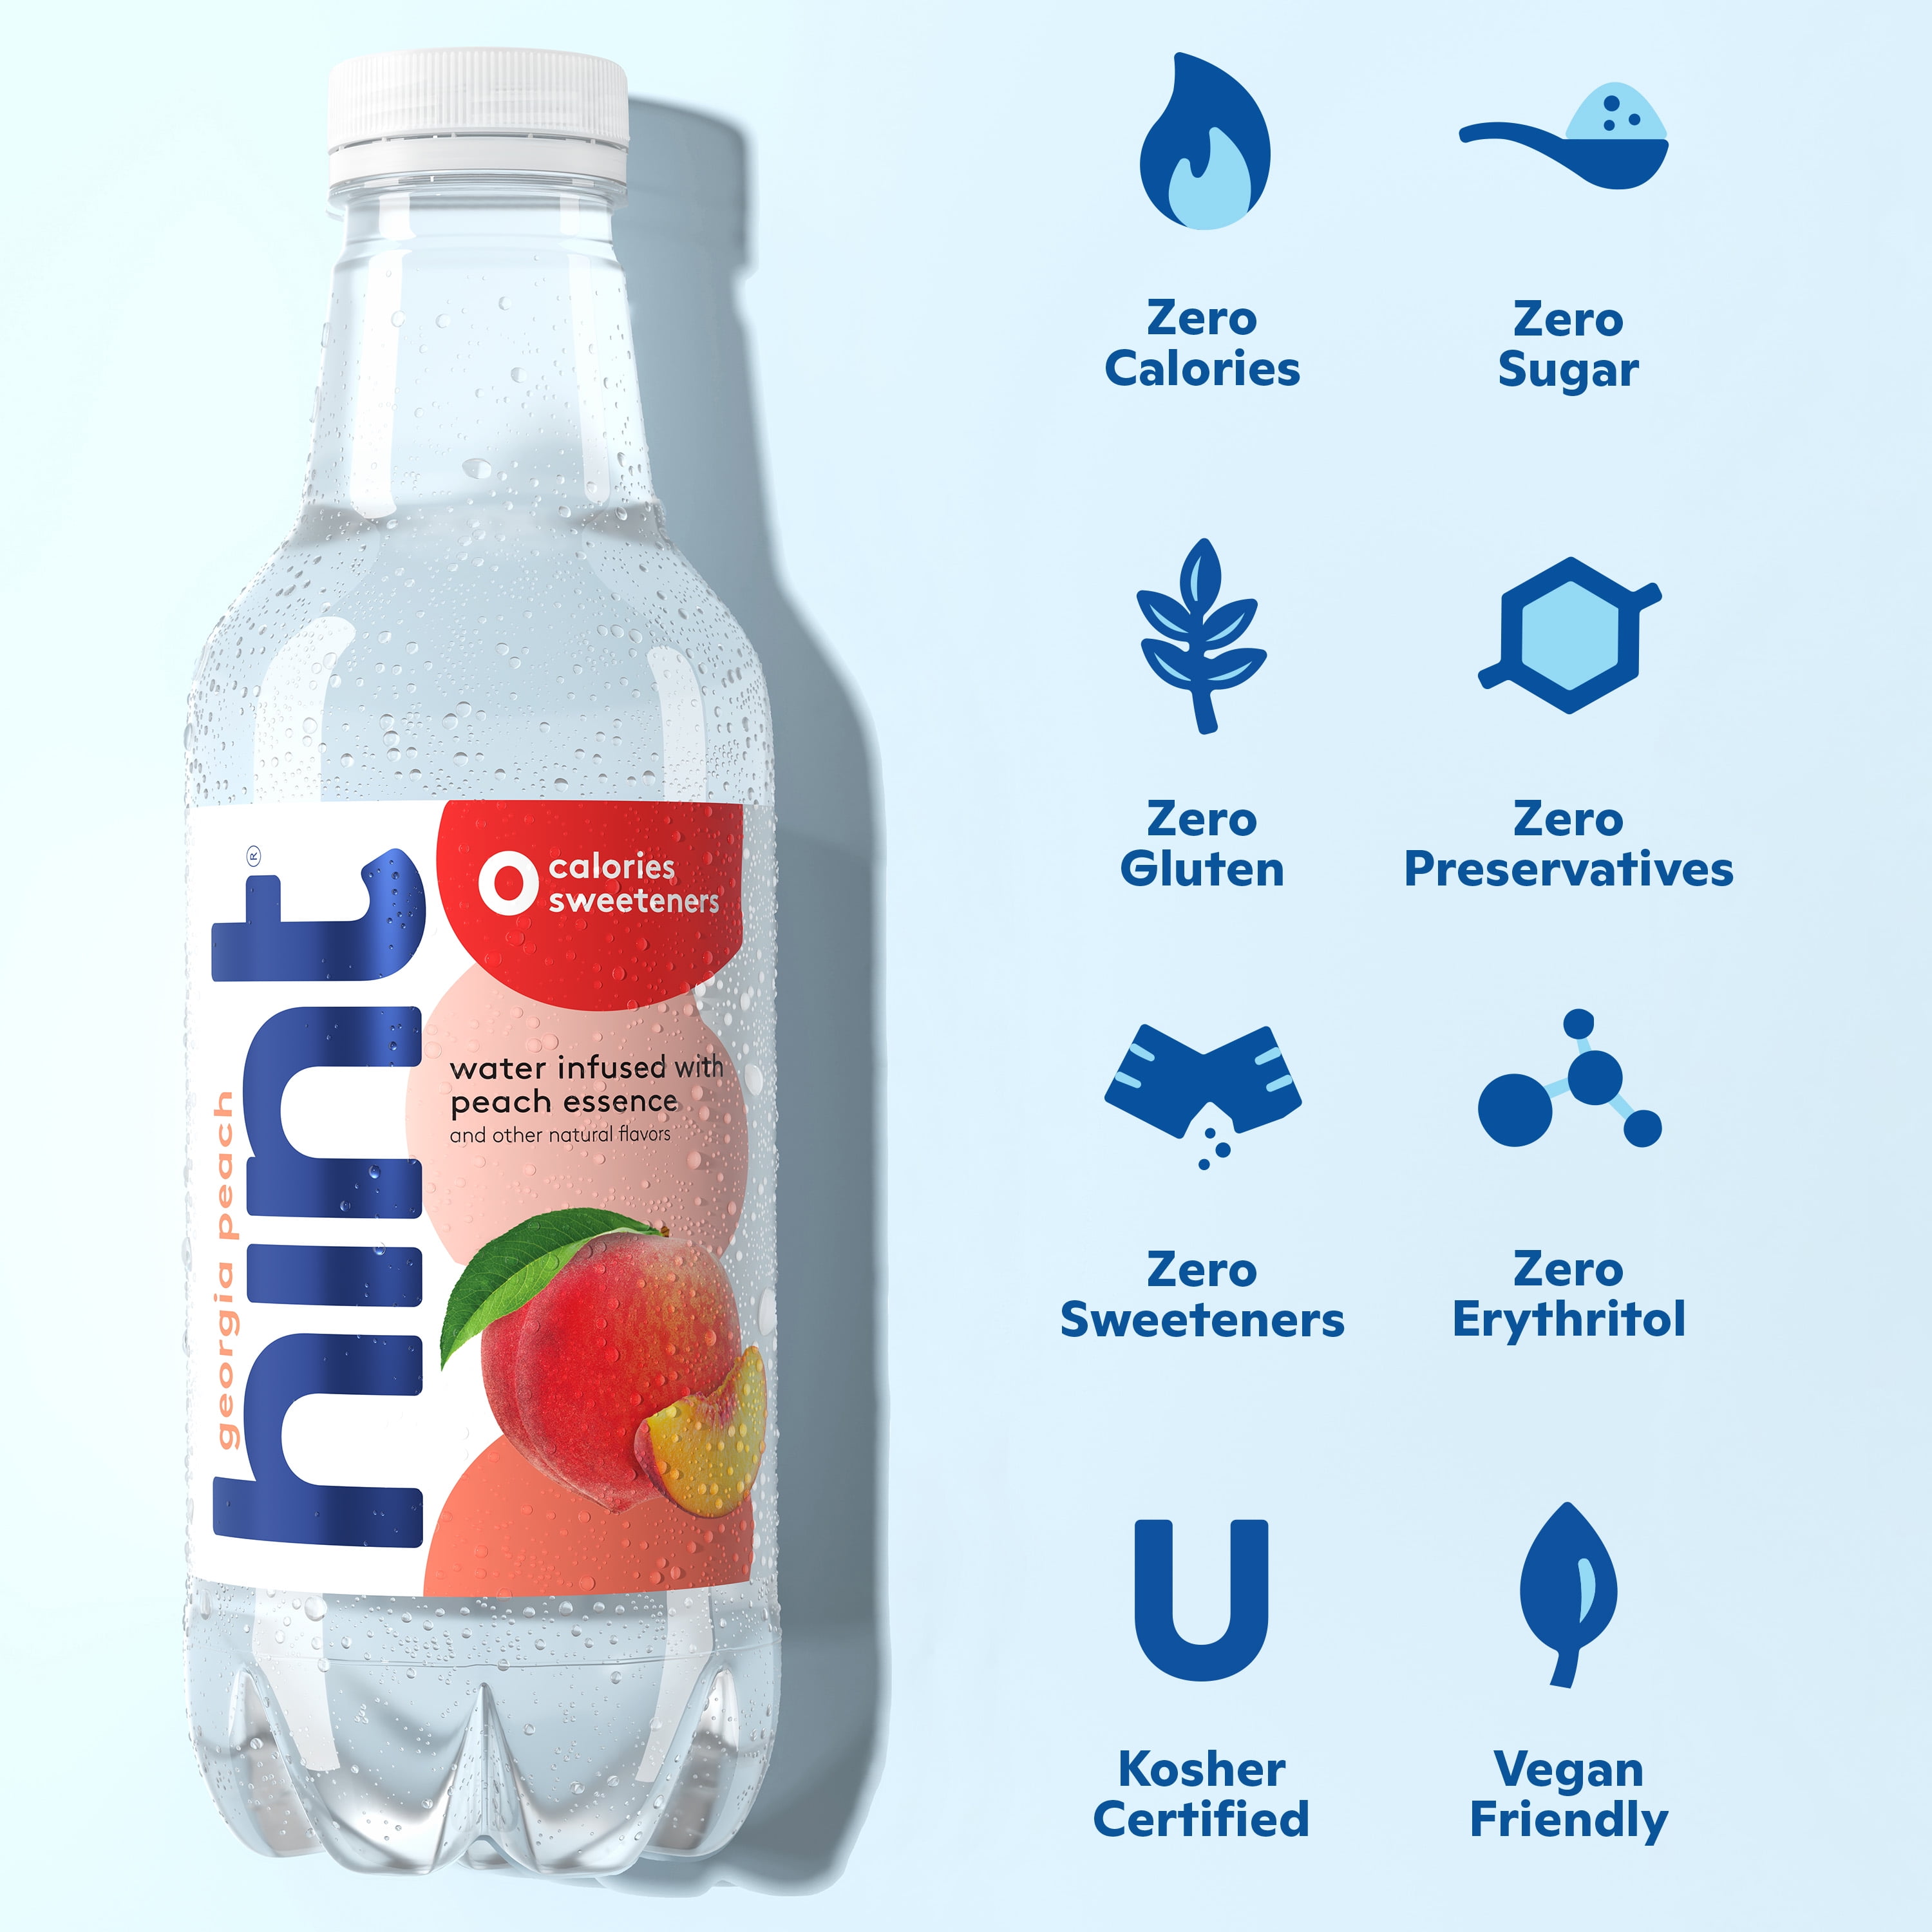 hint®
georgia peach
0 calories
sweeteners
water infused with
peach essence
and other natural flavors
Zero
Calories
Zero
Sugar
Zero
Gluten
Zero
Preservatives
Zero
Sweeteners
Zero
Erythritol
U
Kosher
Certified
Vegan
Friendly